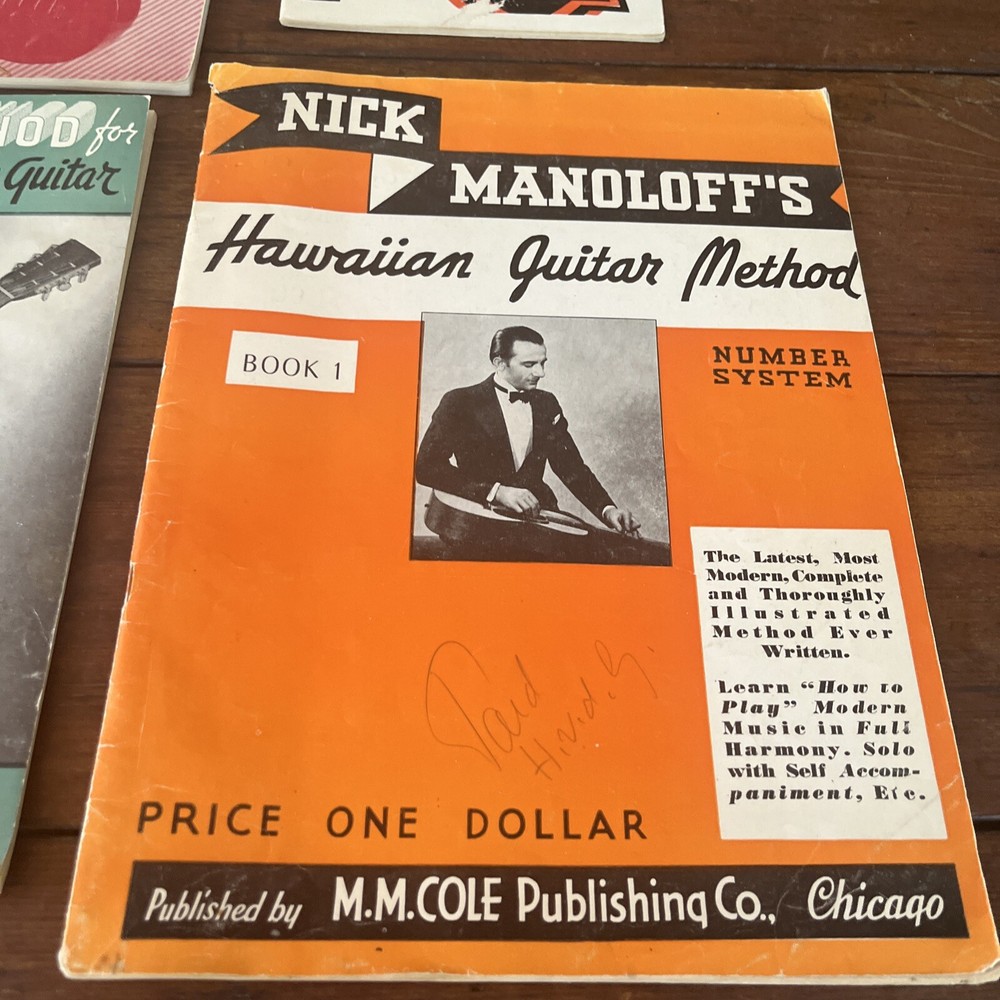 HOD for
Guitar
NICK
MANOLOFF'S
Hawaiian Guitar Method
BOOK 1
NUMBER
SYSTEM
The Latest, Most
Modern, Complete
and Thoroughly
Illustrated
Method Ever
Written.
Learn "How to
Play" Modern
Music in Full
Harmony. Solo
with Self Accom-
paniment, Etc.
Paid
PRICE ONE DOLLAR
Published by M.M.COLE Publishing Co., Chicago